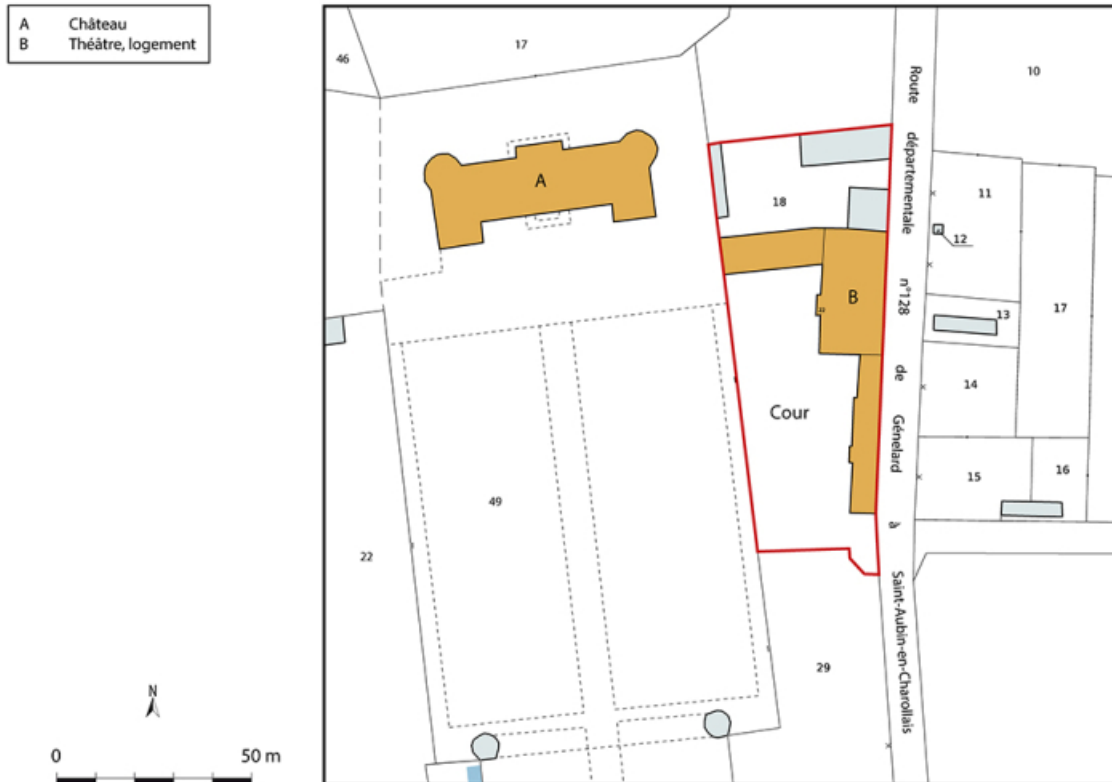 A Château
B Théâtre, logement
17
46
10
Route départementale n°128 de Génelard à Saint-Aubin-en-Charollais
A
18
11
12
B
13
17
14
Cour
15
16
49
22
29
N
0 50 m